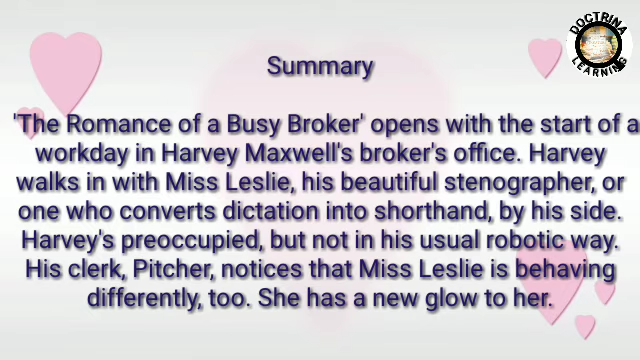 DOCTRINA
LEARNING
Summary
'The Romance of a Busy Broker' opens with the start of a
workday in Harvey Maxwell's broker's office. Harvey
walks in with Miss Leslie, his beautiful stenographer, or
one who converts dictation into shorthand, by his side.
Harvey's preoccupied, but not in his usual robotic way.
His clerk, Pitcher, notices that Miss Leslie is behaving
differently, too. She has a new glow to her.